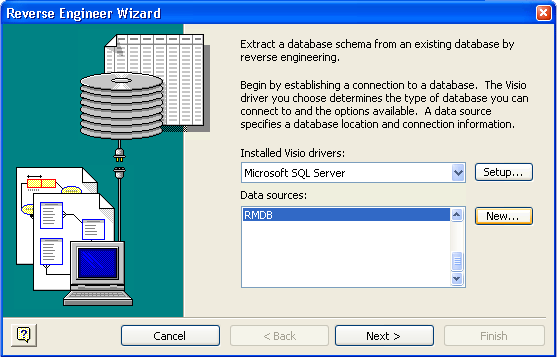 Reverse Engineer Wizard
Extract a database schema from an existing database by
reverse engineering.
Begin by establishing a connection to a database. The Visio
driver you choose determines the type of database you can
connect to and the options available. A data source
specifies a database location and connection information.
Installed Visio drivers:
Microsoft SQL Server
Setup...
Data sources:
RMDB
New...
?
Cancel
< Back
Next >
Finish